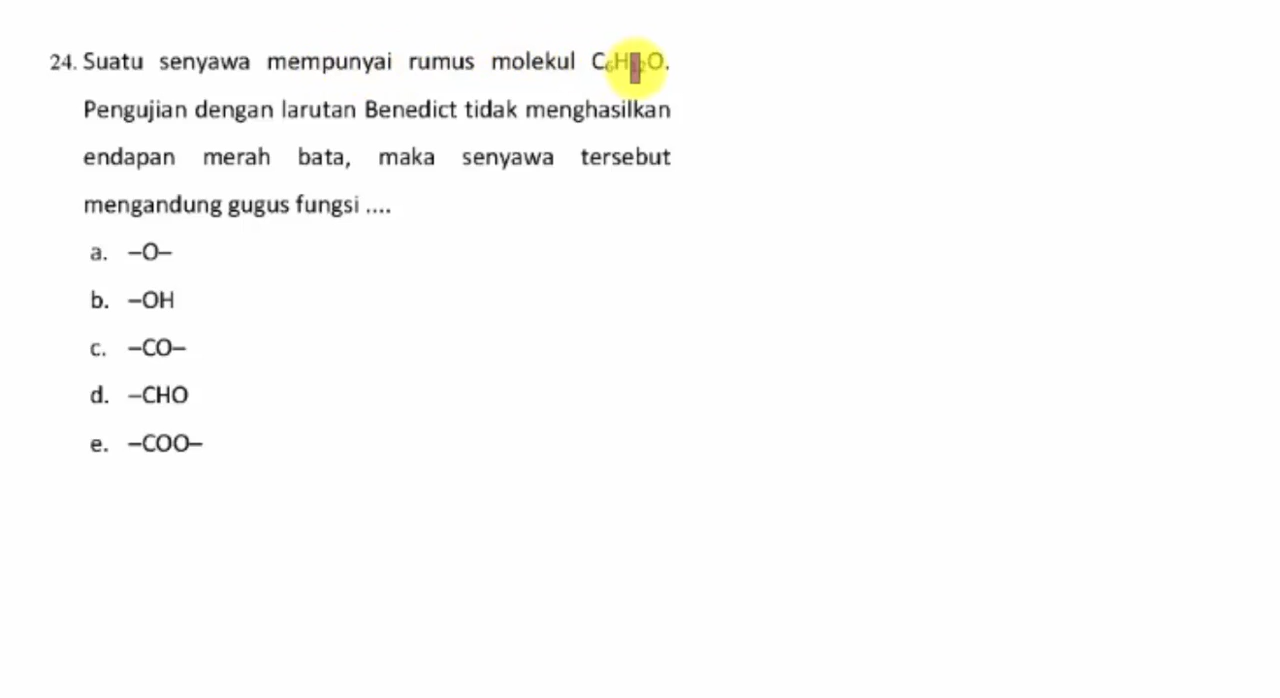 24. Suatu senyawa mempunyai rumus molekul C₆H₁₂O.
Pengujian dengan larutan Benedict tidak menghasilkan
endapan merah bata, maka senyawa tersebut
mengandung gugus fungsi ....
a. –O–
b. –OH
c. –CO–
d. –CHO
e. –COO–